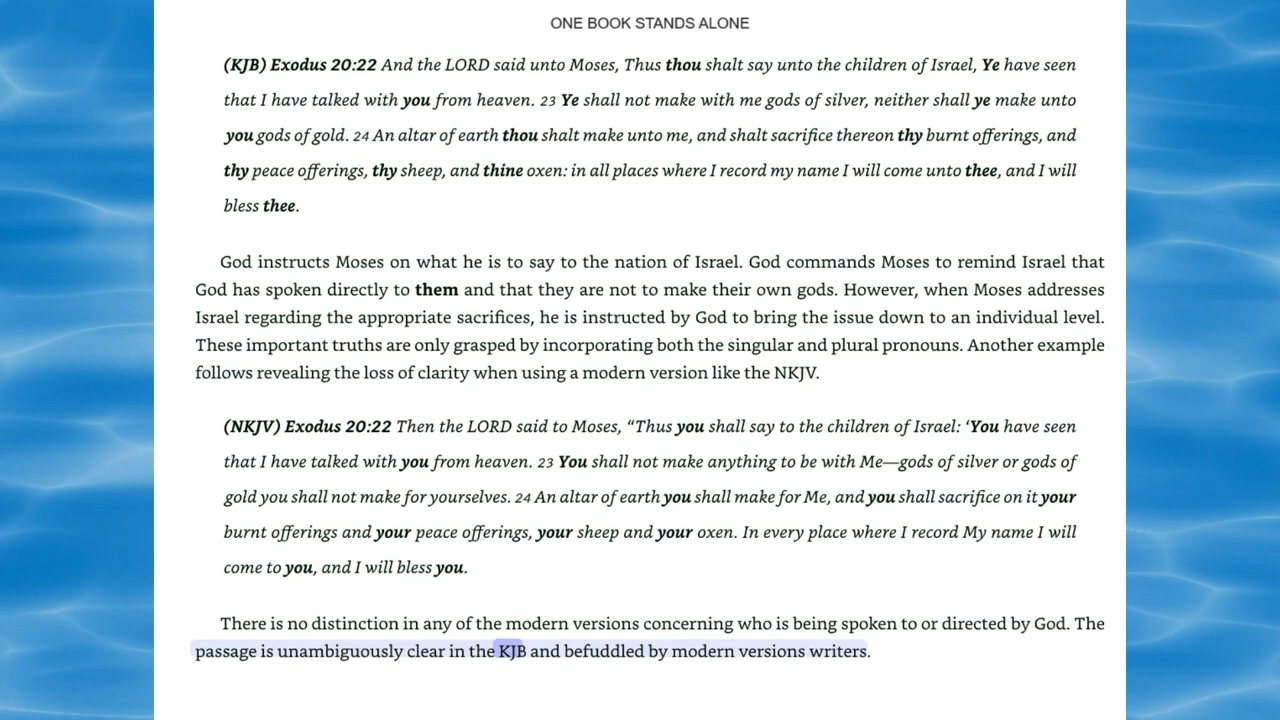 ONE BOOK STANDS ALONE
(KJB) Exodus 20:22 And the LORD said unto Moses, Thus thou shalt say unto the children of Israel, Ye have seen
that I have talked with you from heaven. 23 Ye shall not make with me gods of silver, neither shall ye make unto
you gods of gold. 24 An altar of earth thou shalt make unto me, and shalt sacrifice thereon thy burnt offerings, and
thy peace offerings, thy sheep, and thine oxen: in all places where I record my name I will come unto thee, and I will
bless thee.
God instructs Moses on what he is to say to the nation of Israel. God commands Moses to remind Israel that
God has spoken directly to them and that they are not to make their own gods. However, when Moses addresses
Israel regarding the appropriate sacrifices, he is instructed by God to bring the issue down to an individual level.
These important truths are only grasped by incorporating both the singular and plural pronouns. Another example
follows revealing the loss of clarity when using a modern version like the NKJV.
(NKJV) Exodus 20:22 Then the LORD said to Moses, “Thus you shall say to the children of Israel: ‘You have seen
that I have talked with you from heaven. 23 You shall not make anything to be with Me—gods of silver or gods of
gold you shall not make for yourselves. 24 An altar of earth you shall make for Me, and you shall sacrifice on it your
burnt offerings and your peace offerings, your sheep and your oxen. In every place where I record My name I will
come to you, and I will bless you.
There is no distinction in any of the modern versions concerning who is being spoken to or directed by God. The
passage is unambiguously clear in the KJB and befuddled by modern versions writers.